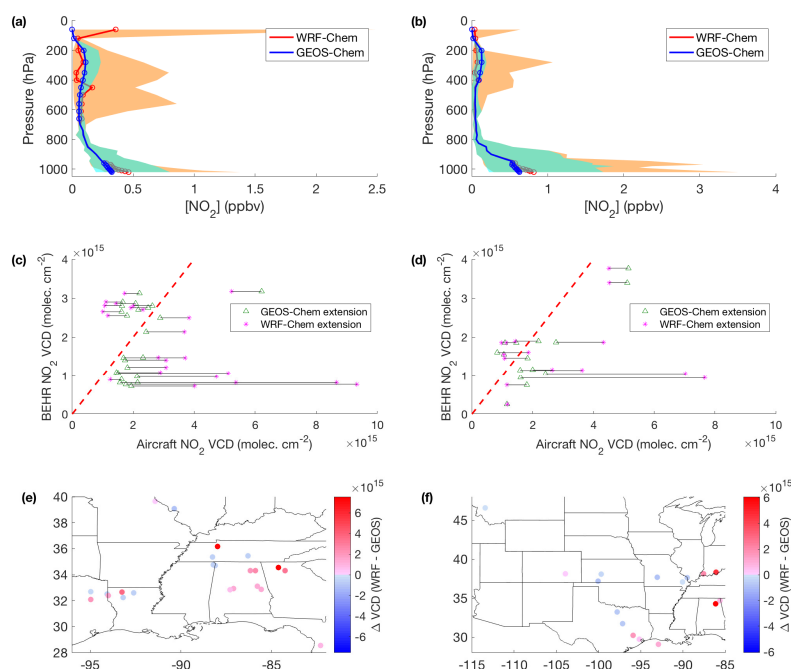 (a)
WRF-Chem
GEOS-Chem
Pressure (hPa)
0
200
400
600
800
1000
0 0.5 1 1.5 2 2.5
[NO2] (ppbv)
(b)
WRF-Chem
GEOS-Chem
Pressure (hPa)
0
200
400
600
800
1000
0 1 2 3 4
[NO2] (ppbv)
(c)
×10^15
BEHR NO2 VCD (molec. cm-2)
4
3
2
1
0
GEOS-Chem extension
WRF-Chem extension
0 2 4 6 8 10
Aircraft NO2 VCD (molec. cm-2) ×10^15
(d)
×10^15
BEHR NO2 VCD (molec. cm-2)
4
3
2
1
0
GEOS-Chem extension
WRF-Chem extension
0 2 4 6 8 10
Aircraft NO2 VCD (molec. cm-2) ×10^15
(e)
40
38
36
34
32
30
28
-95 -90 -85
×10^15
6
4
2
0
-2
-4
-6
Δ VCD (WRF - GEOS)
(f)
45
40
35
30
-115 -110 -105 -100 -95 -90 -85
×10^15
6
4
2
0
-2
-4
-6
Δ VCD (WRF - GEOS)